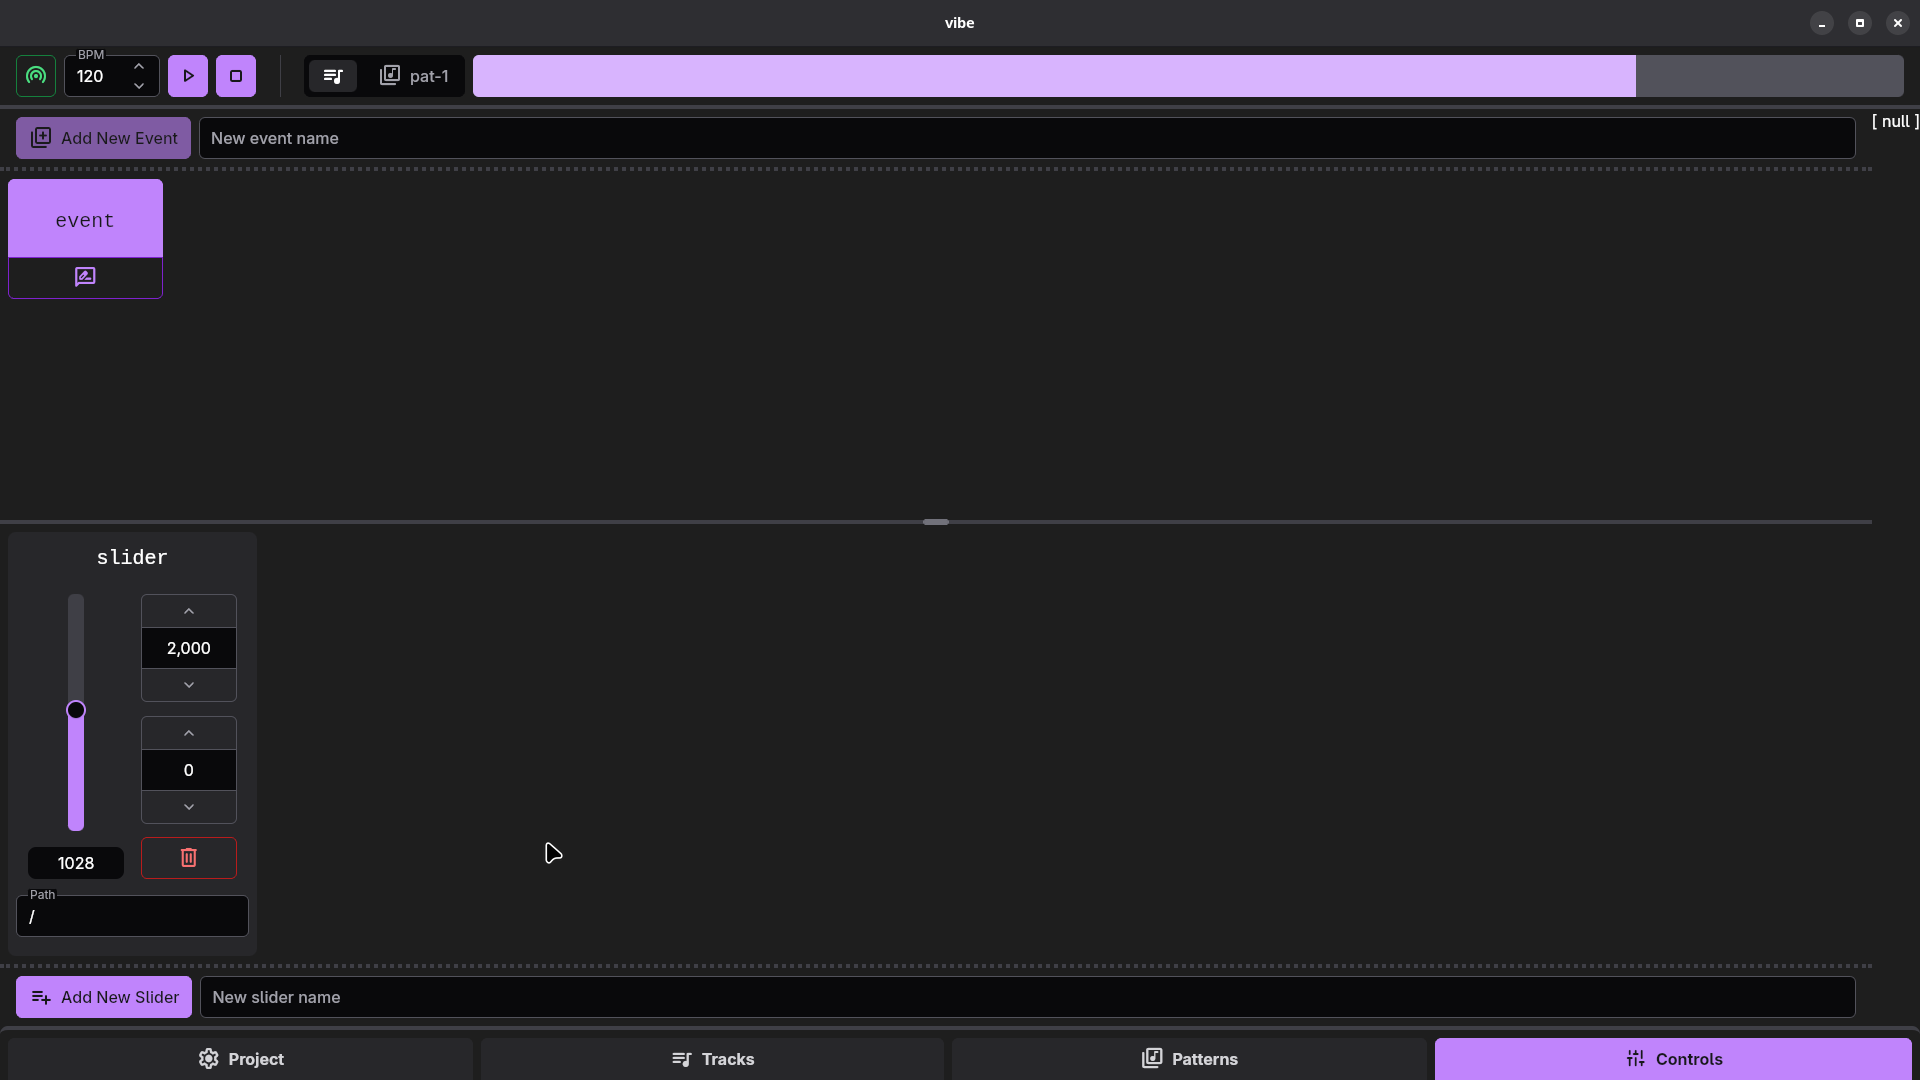 vibe
BPM
120
pat-1
Add New Event
New event name
[ null ]
event
slider
2,000
0
1028
Path
/
Add New Slider
New slider name
Project
Tracks
Patterns
Controls